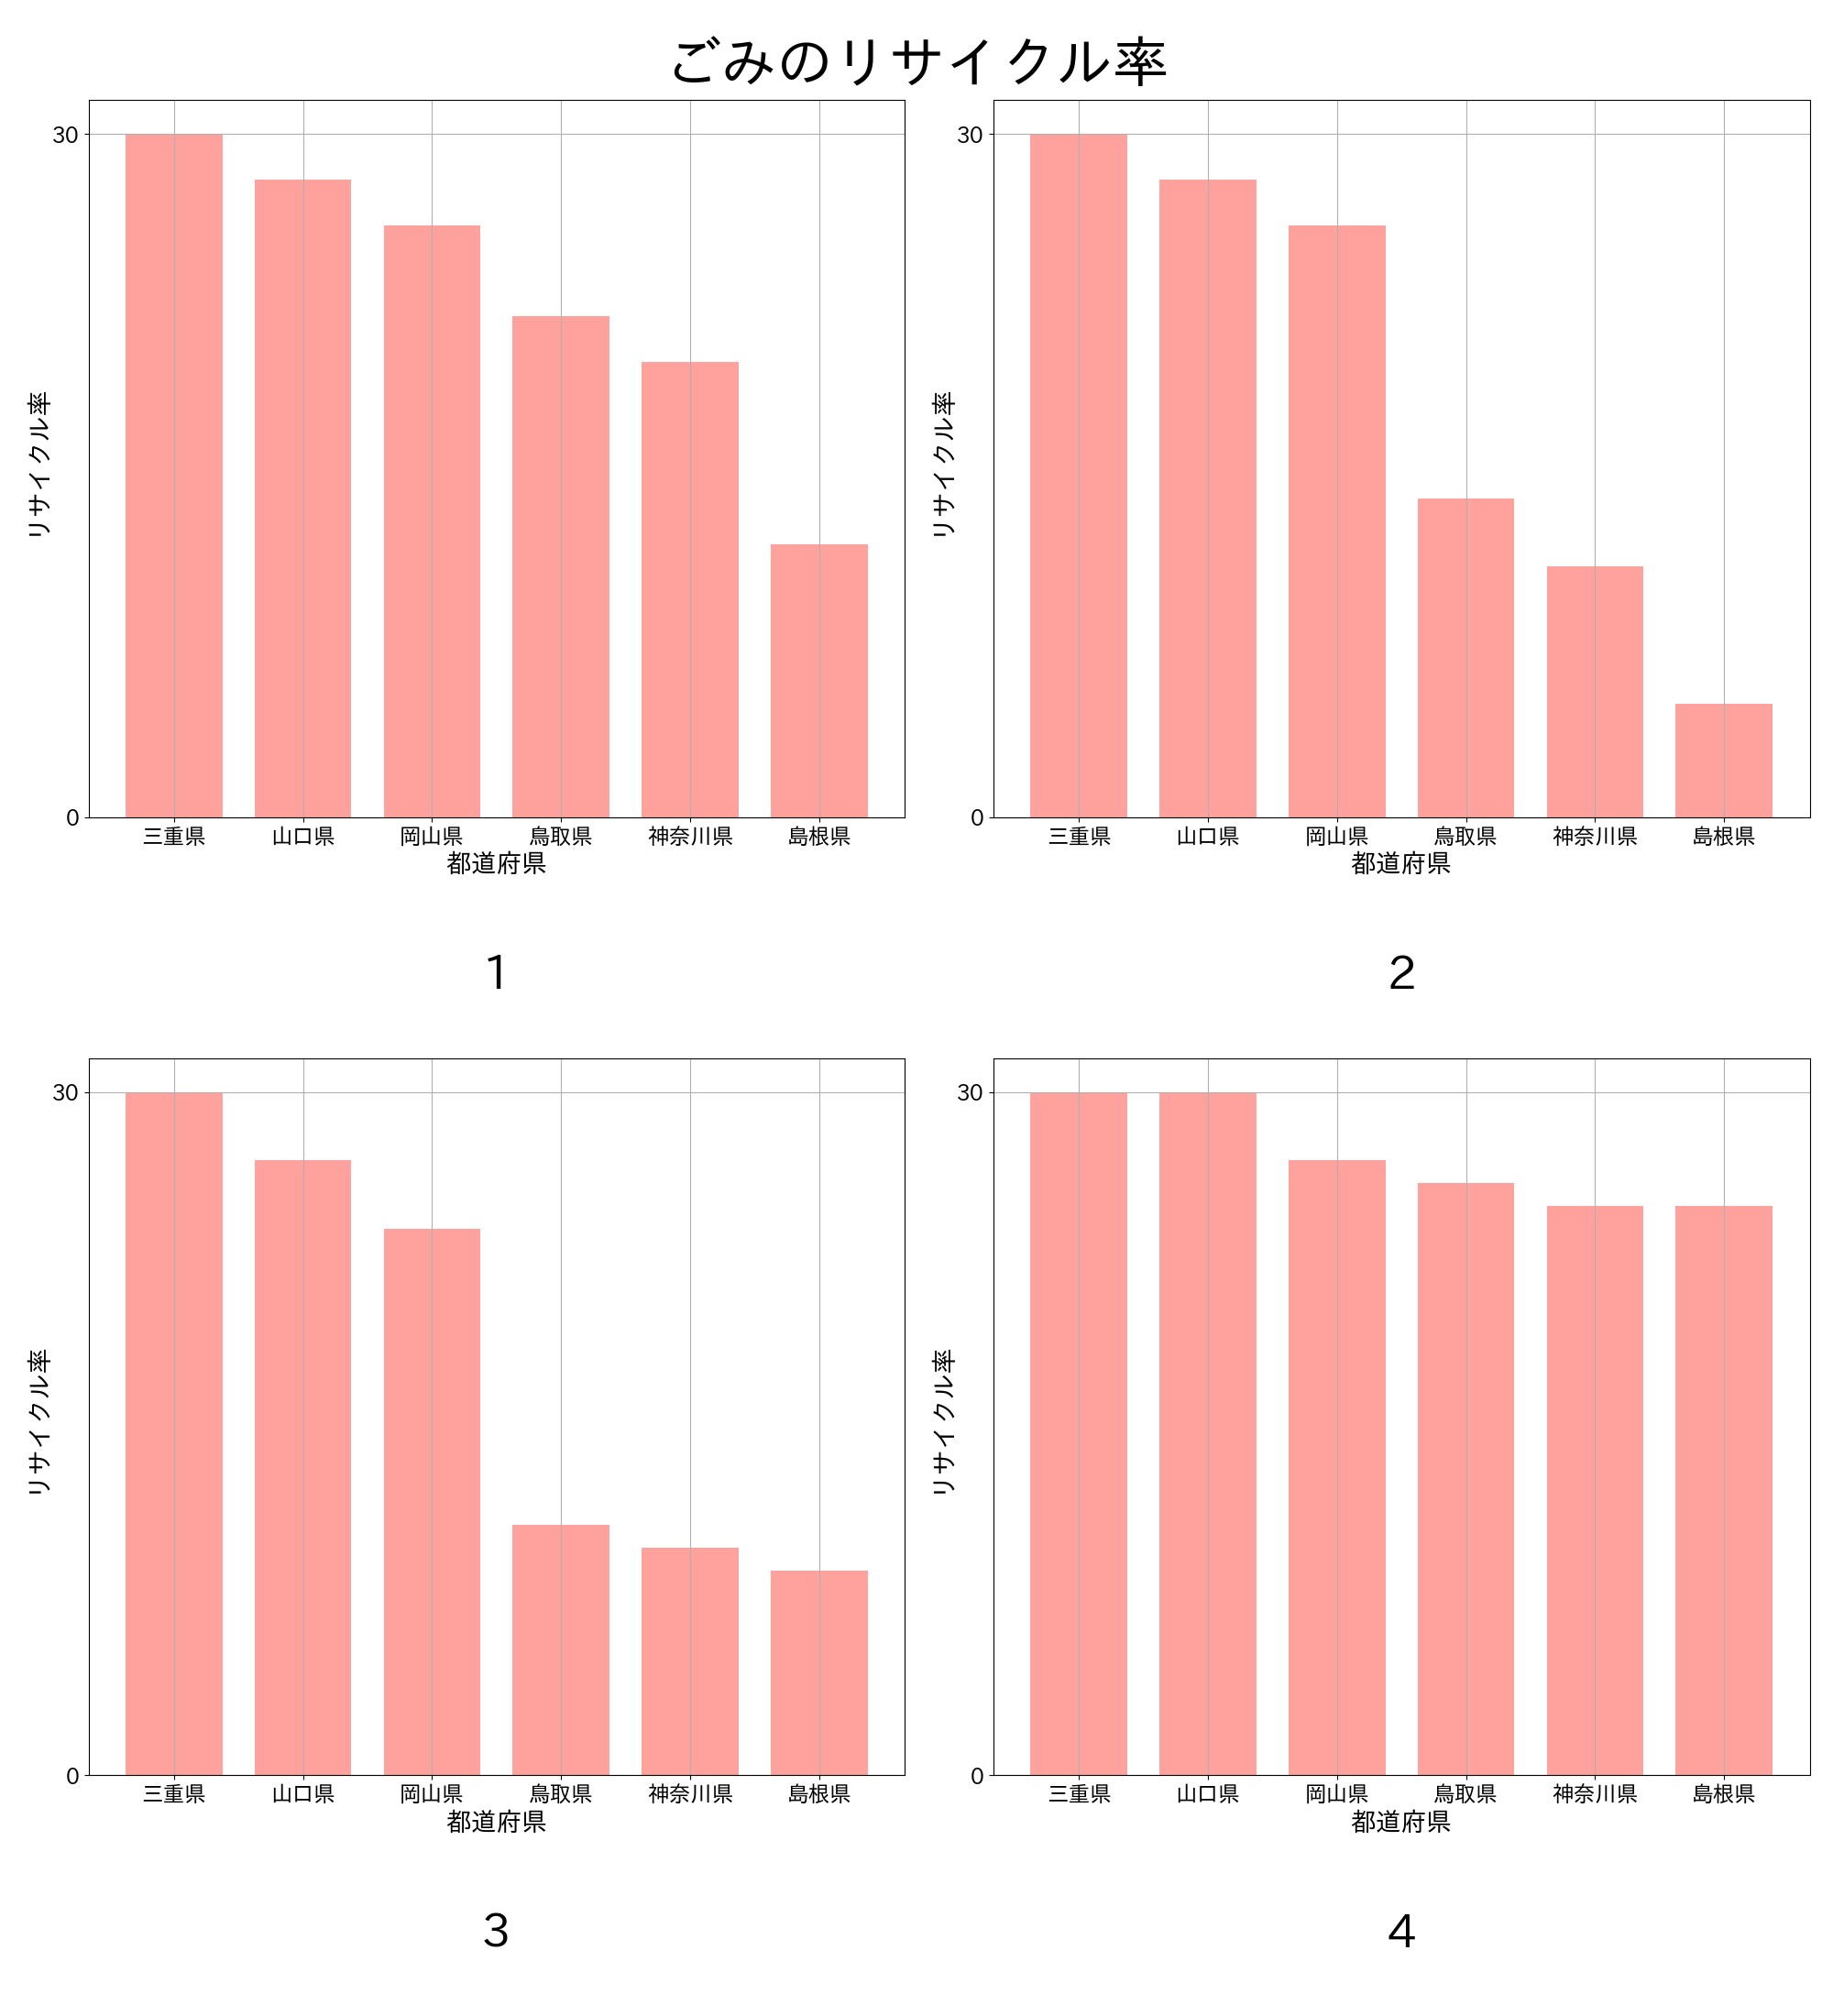 ごみのリサイクル率
30
0
リサイクル率
三重県 山口県 岡山県 鳥取県 神奈川県 島根県
都道府県
1
30
0
リサイクル率
三重県 山口県 岡山県 鳥取県 神奈川県 島根県
都道府県
2
30
0
リサイクル率
三重県 山口県 岡山県 鳥取県 神奈川県 島根県
都道府県
3
30
0
リサイクル率
三重県 山口県 岡山県 鳥取県 神奈川県 島根県
都道府県
4